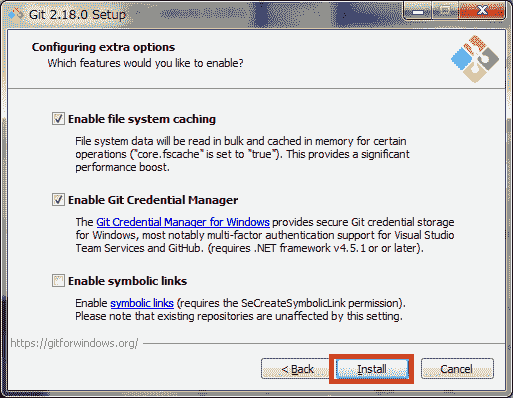 Git 2.18.0 Setup
Configuring extra options
Which features would you like to enable?
Enable file system caching
File system data will be read in bulk and cached in memory for certain
operations ("core.fscache" is set to "true"). This provides a significant
performance boost.
Enable Git Credential Manager
The Git Credential Manager for Windows provides secure Git credential storage
for Windows, most notably multi-factor authentication support for Visual Studio
Team Services and GitHub. (requires .NET framework v4.5.1 or or later).
Enable symbolic links
Enable symbolic links (requires the SeCreateSymbolicLink permission).
Please note that existing repositories are unaffected by this setting.
https://gitforwindows.org/
< Back
Install
Cancel